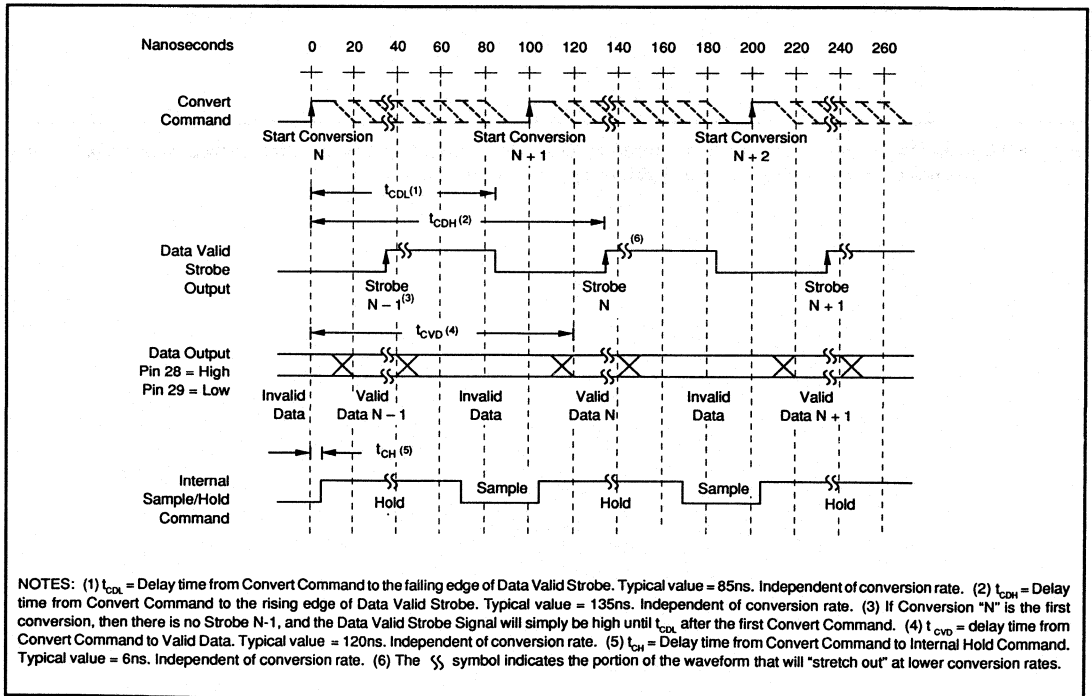 Nanoseconds 0 20 40 60 80 100 120 140 160 180 200 220 240 260
Convert
Command
Start Conversion
N
Start Conversion
N + 1
Start Conversion
N + 2
tCDL(1)
tCDH(2)
(6)
Data Valid
Strobe
Output
Strobe
N – 1(3)
Strobe
N
Strobe
N + 1
tCVD(4)
Data Output
Pin 28 = High
Pin 29 = Low
Invalid
Data
Valid
Data N – 1
Invalid
Data
Valid
Data N
Invalid
Data
Valid
Data N + 1
tCH(5)
Internal
Sample/Hold
Command
Hold
Sample
Hold
Sample
Hold
NOTES: (1) tCDL = Delay time from Convert Command to the falling edge of Data Valid Strobe. Typical value = 85ns. Independent of conversion rate. (2) tCDH = Delay
time from Convert Command to the rising edge of Data Valid Strobe. Typical value = 135ns. Independent of conversion rate. (3) If Conversion "N" is the first
conversion, then there is no Strobe N-1, and the Data Valid Strobe Signal will simply be high until tCDL after the first Convert Command. (4) tCVD = delay time from
Convert Command to Valid Data. Typical value = 120ns. Independent of conversion rate. (5) tCH = Delay time from Convert Command to Internal Hold Command.
Typical value = 6ns. Independent of conversion rate. (6) The symbol indicates the portion of the waveform that will "stretch out" at lower conversion rates.